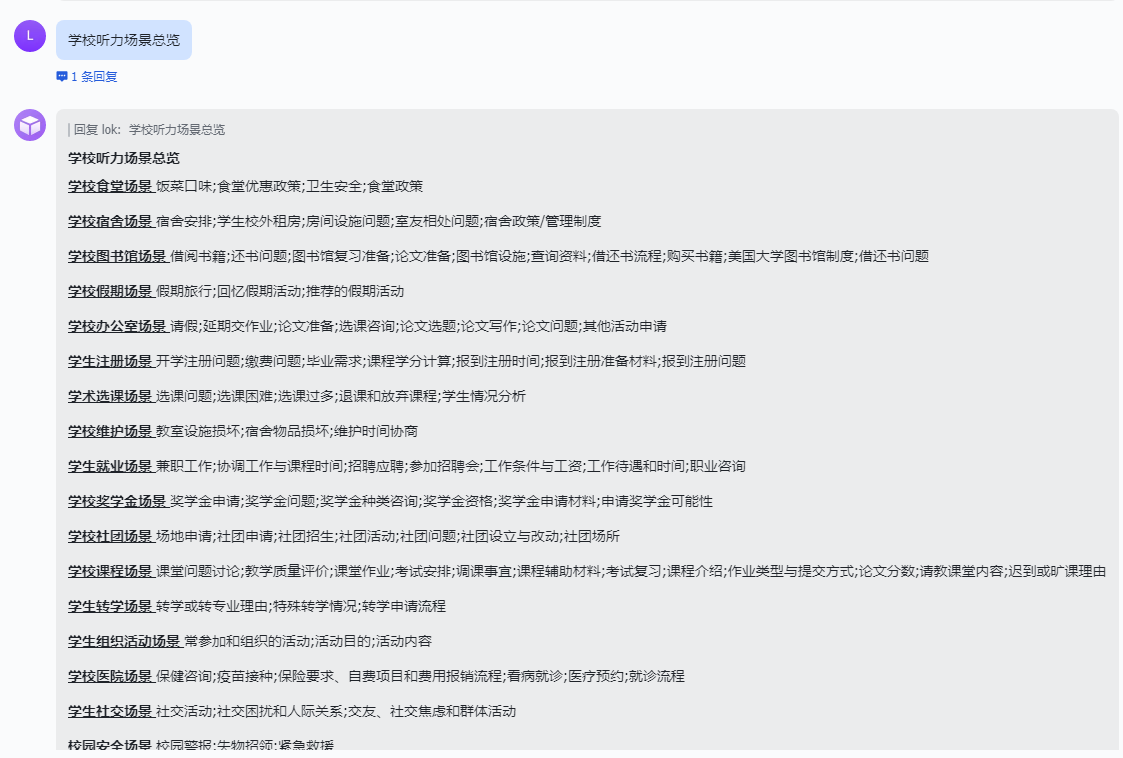 L
学校听力场景总览
1 条回复
| 回复 lok: 学校听力场景总览
学校听力场景总览
学校食堂场景 饭菜口味;食堂优惠政策;卫生安全;食堂政策
学校宿舍场景 宿舍安排;学生校外租房;房间设施问题;室友相处问题;宿舍政策/管理制度
学校图书馆场景 借阅书籍;还书问题;图书馆复习准备;论文准备;图书馆设施;查询资料;借还书流程;购买书籍;美国大学图书馆制度;借还书问题
学校假期场景 假期旅行;回忆假期活动;推荐的假期活动
学校办公室场景 请假;延期交作业;论文准备;选课咨询;论文选题;论文写作;论文问题;其他活动申请
学生注册场景 开学注册问题;缴费问题;毕业需求;课程学分计算;报到注册时间;报到注册准备材料;报到注册问题
学术选课场景 选课问题;选课困难;选课过多;退课和放弃课程;学生情况分析
学校维护场景 教室设施损坏;宿舍物品损坏;维护时间协商
学生就业场景 兼职工作;协调工作与课程时间;招聘应聘;参加招聘会;工作条件与工资;工作待遇和时间;职业咨询
学校奖学金场景 奖学金申请;奖学金问题;奖学金种类咨询;奖学金资格;奖学金申请材料;申请奖学金可能性
学校社团场景 场地申请;社团申请;社团招生;社团活动;社团问题;社团设立与改动;社团场所
学校课程场景 课堂问题讨论;教学质量评价;课堂作业;考试安排;调课事宜;课程辅助材料;考试复习;课程介绍;作业类型与提交方式;论文分数;请教课堂内容;迟到或旷课理由
学生转学场景 转学或转专业理由;特殊转学情况;转学申请流程
学生组织活动场景 常参加和组织的活动;活动目的;活动内容
学校医院场景 保健咨询;疫苗接种;保险要求、自费项目和费用报销流程;看病就诊;医疗预约;就诊流程
学生社交场景 社交活动;社交困扰和人际关系;交友、社交焦虑和群体活动
校园安全场景 校园警报;失物招领;紧急救援